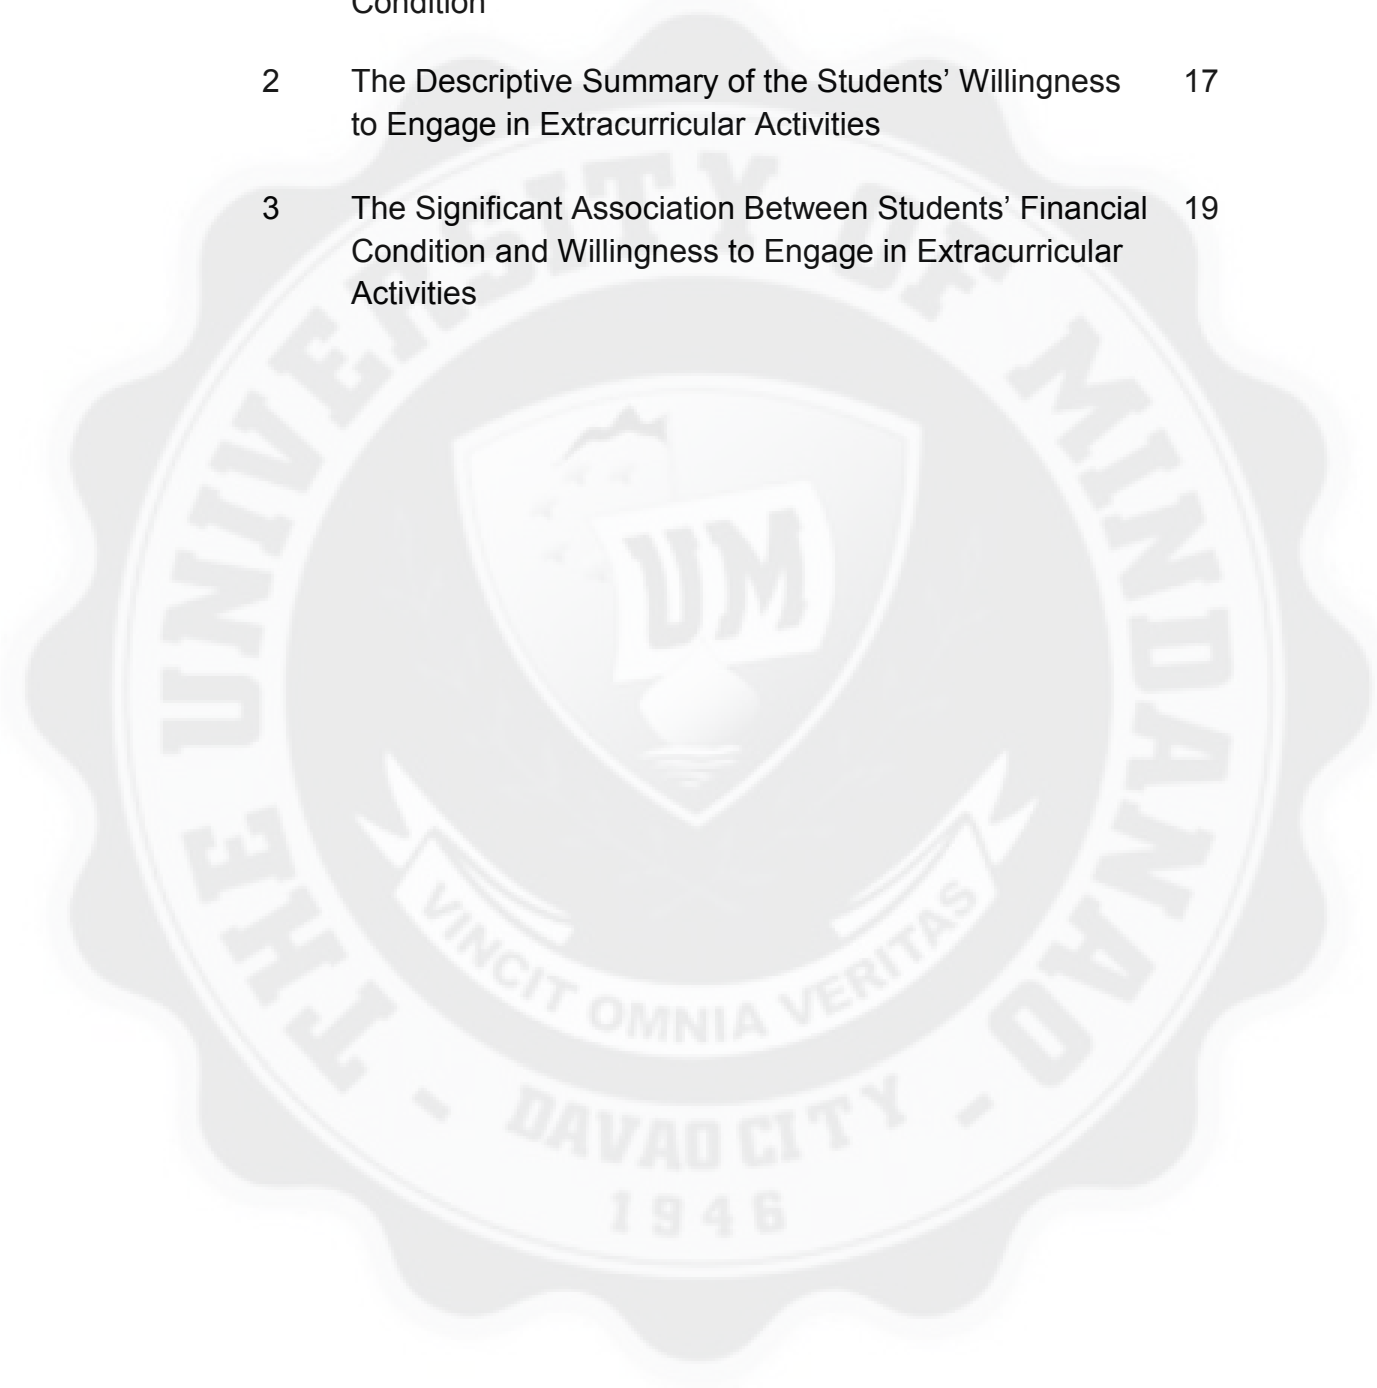 Condition
2 The Descriptive Summary of the Students’ Willingness 17
to Engage in Extracurricular Activities
3 The Significant Association Between Students’ Financial 19
Condition and Willingness to Engage in Extracurricular
Activities
THE UNIVERSITY OF MINDANAO
UM
VINCIT OMNIA VERITAS
- DAVAO CITY -
1946